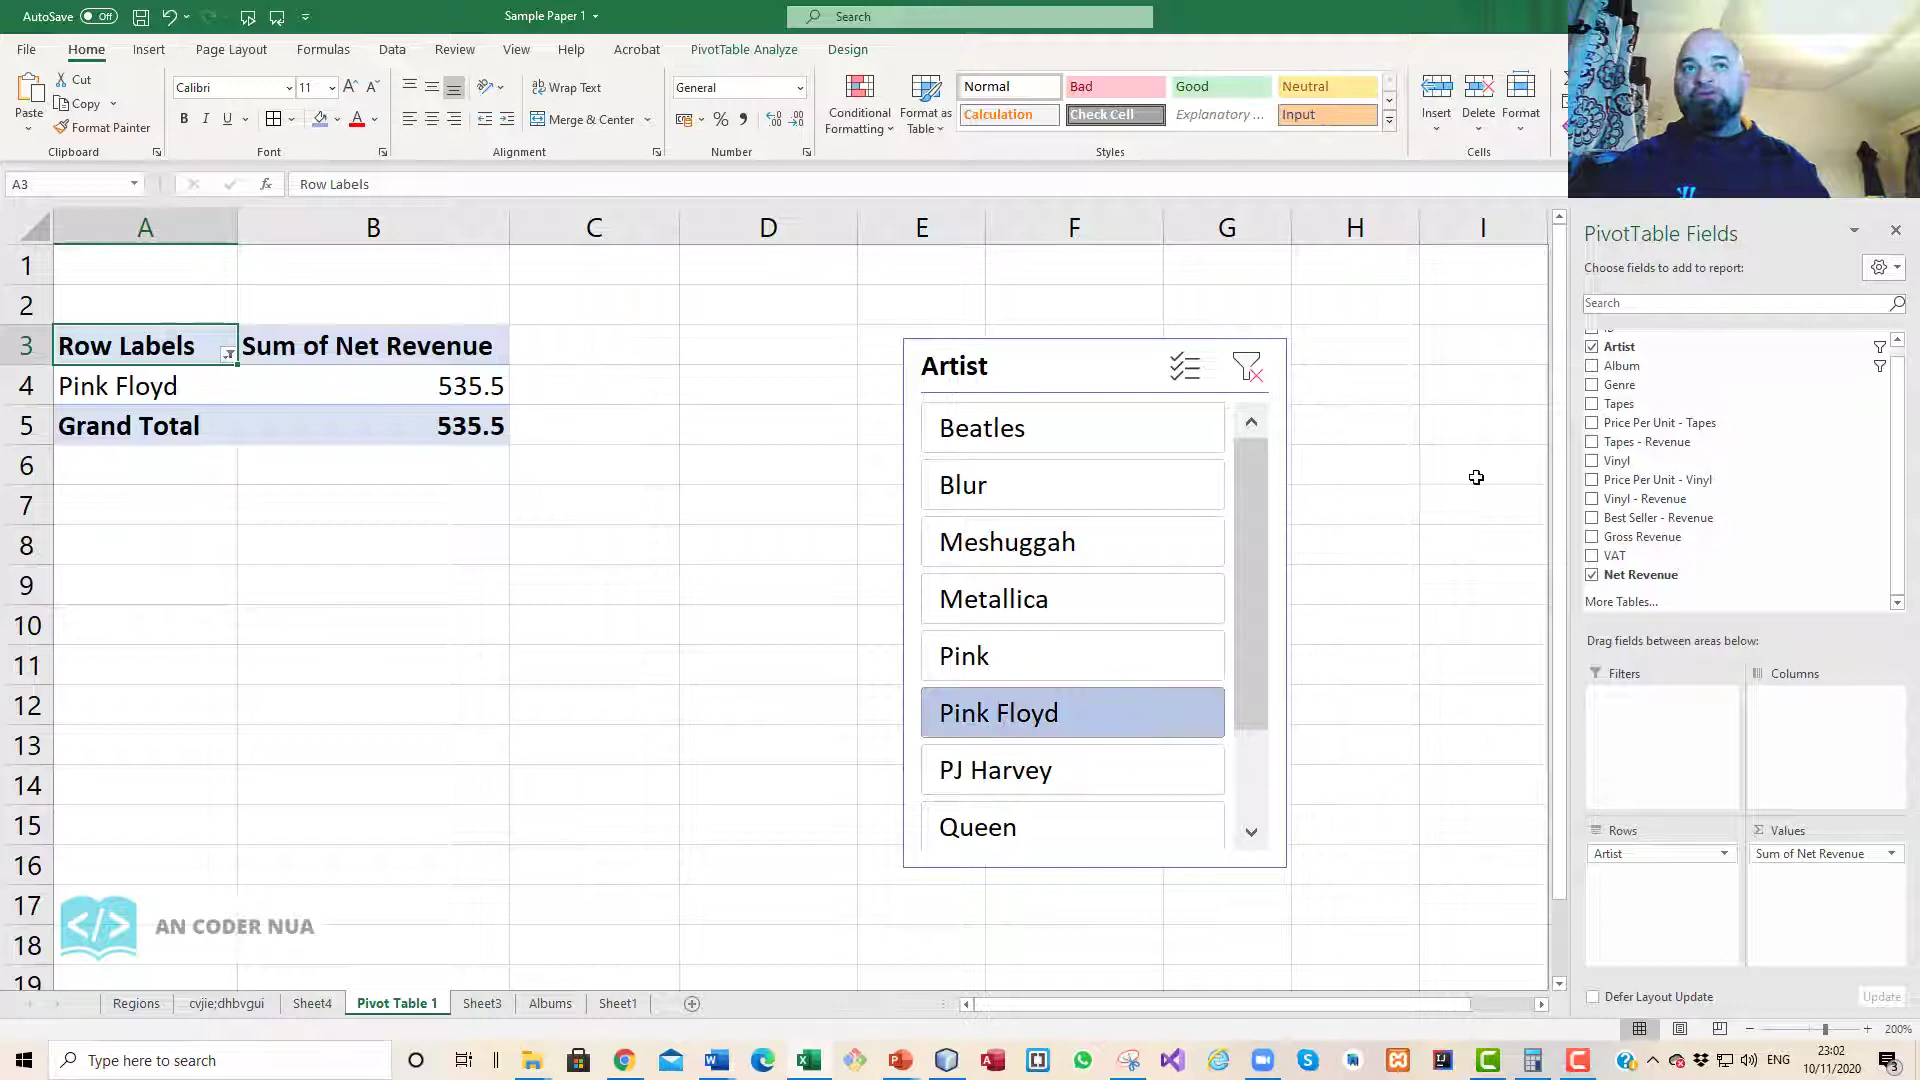 AutoSave Off
Sample Paper 1
Search
File Home Insert Page Layout Formulas Data Review View Help Acrobat PivotTable Analyze Design
Paste
Cut
Copy
Format Painter
Clipboard
Calibri 11
B I U
Font
Wrap Text
Merge & Center
Alignment
General
%
Number
Conditional Formatting
Format as Table
Normal Bad Good Neutral
Calculation Check Cell Explanatory ... Input
Styles
Insert Delete Format
Cells
A3
fx
Row Labels
A B C D E F G H I
1
2
3 Row Labels Sum of Net Revenue
4 Pink Floyd 535.5
5 Grand Total 535.5
6
7
8
9
10
11
12
13
14
15
16
17
18
19
Artist
Beatles
Blur
Meshuggah
Metallica
Pink
Pink Floyd
PJ Harvey
Queen
AN CODER NUA
PivotTable Fields
Choose fields to add to report:
Search
Artist
Album
Genre
Tapes
Price Per Unit - Tapes
Tapes - Revenue
Vinyl
Price Per Unit - Vinyl
Vinyl - Revenue
Best Seller - Revenue
Gross Revenue
VAT
Net Revenue
More Tables...
Drag fields between areas below:
Filters Columns
Rows Values
Artist Sum of Net Revenue
Defer Layout Update Update
Regions cvjie;dhbvgui Sheet4 Pivot Table 1 Sheet3 Albums Sheet1
200%
Type here to search
ENG
23:02
10/11/2020
3